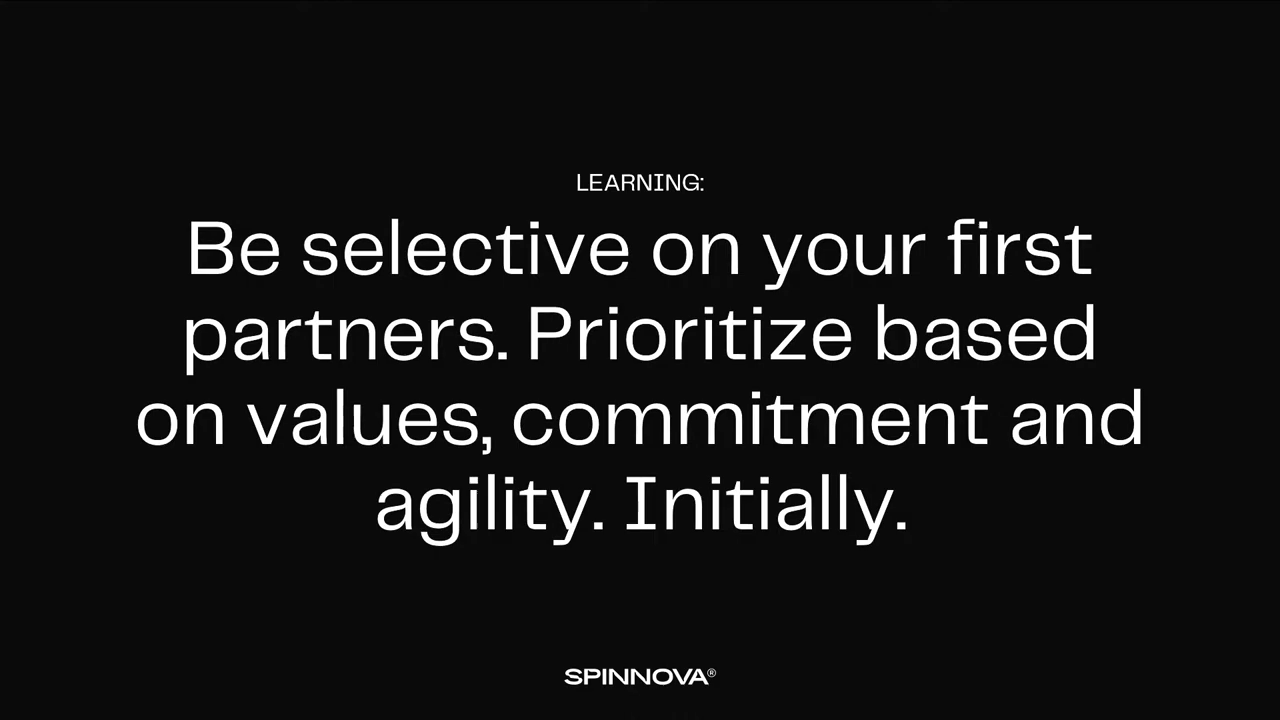 LEARNING:
Be selective on your first
partners. Prioritize based
on values, commitment and
agility. Initially.
SPINNOVA®